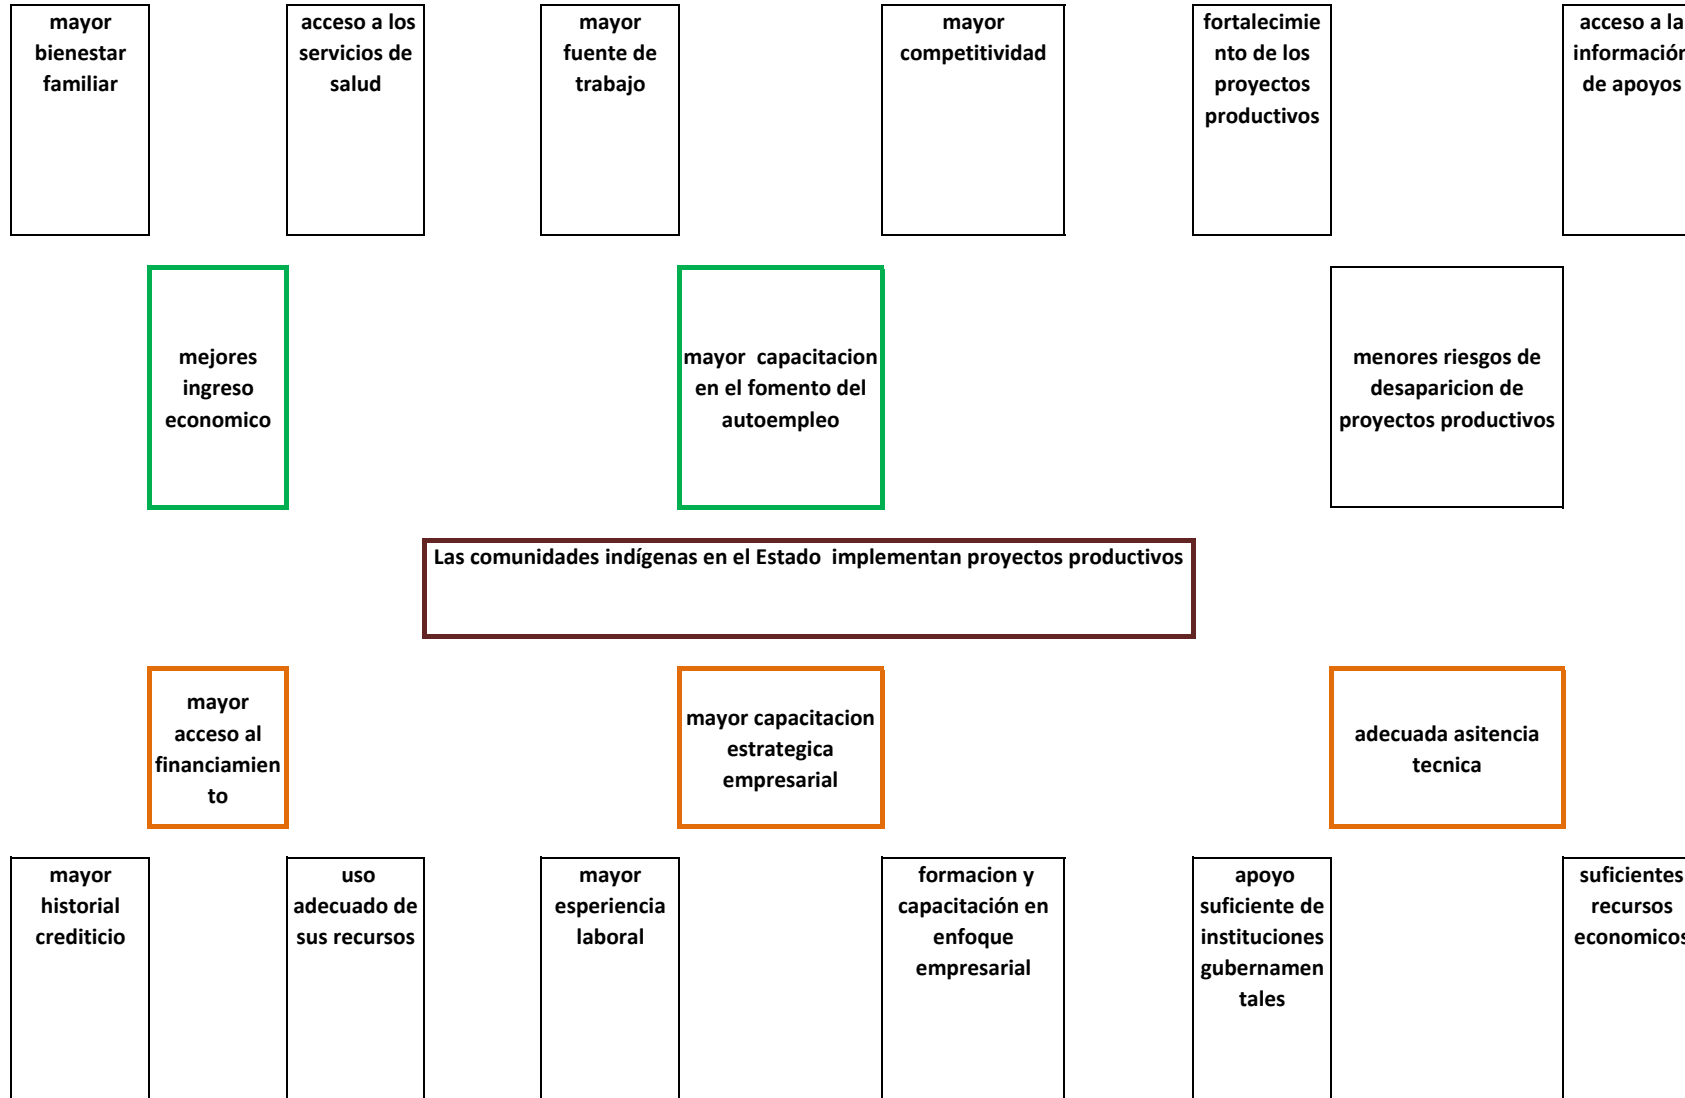 mayor
bienestar
familiar
acceso a los
servicios de
salud
mayor
fuente de
trabajo
mayor
competitividad
fortalecimie
nto de los
proyectos
productivos
acceso a la
información
de apoyos
mejores
ingreso
economico
mayor  capacitacion
en el fomento del
autoempleo
menores riesgos de
desaparicion de
proyectos productivos
Las comunidades indígenas en el Estado  implementan proyectos productivos
mayor
acceso al
financiamien
to
mayor capacitacion
estrategica
empresarial
adecuada asitencia
tecnica
mayor
historial
crediticio
uso
adecuado de
sus recursos
mayor
esperiencia
laboral
formacion y
capacitación en
enfoque
empresarial
apoyo
suficiente de
instituciones
gubernamen
tales
suficientes
recursos
economicos